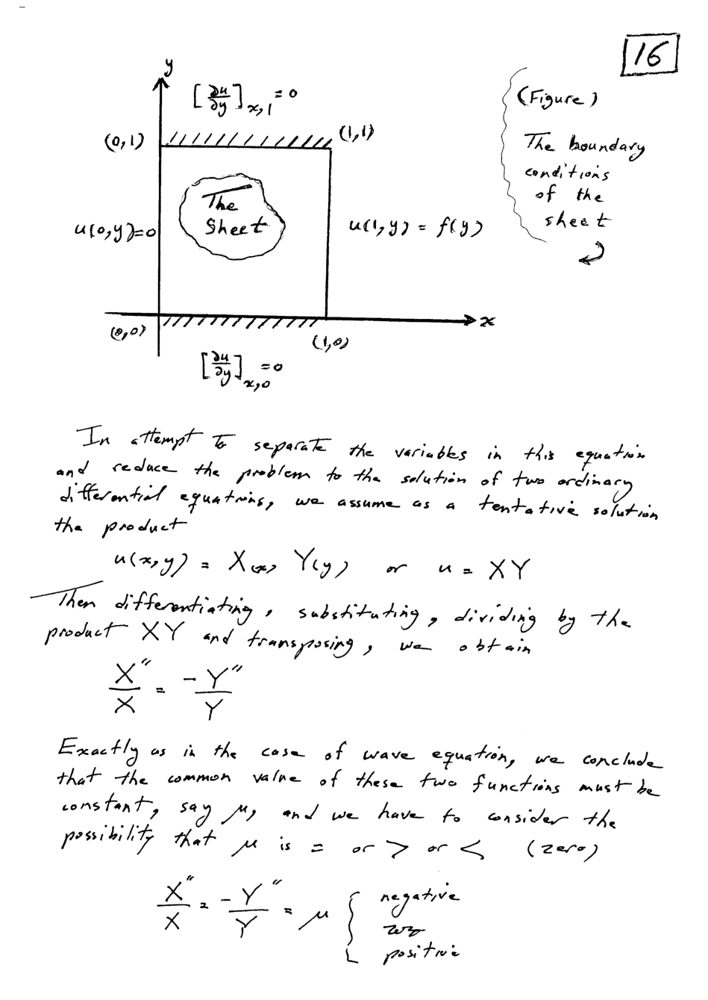 16
y
[∂u/∂y]x,1 = 0
(Figure)
(0,1)
(1,1)
The boundary
conditions
of the
sheet
The
Sheet
u(0,y)=0
u(1,y) = f(y)
x
(0,0)
(1,0)
[∂u/∂y]x,0 = 0
In attempt to separate the variables in this equation
and reduce the problem to the solution of two ordinary
differential equations, we assume as a tentative solution
the product
u(x,y) = X(x) Y(y) or u = XY
Then differentiating, substituting, dividing by the
product XY and transposing, we obtain
X"/X = -Y"/Y
Exactly as in the case of wave equation, we conclude
that the common value of these two functions must be
constant, say μ, and we have to consider the
possibility that μ is = or > or < (zero)
X"/X = -Y"/Y = μ { negative
zero
positive